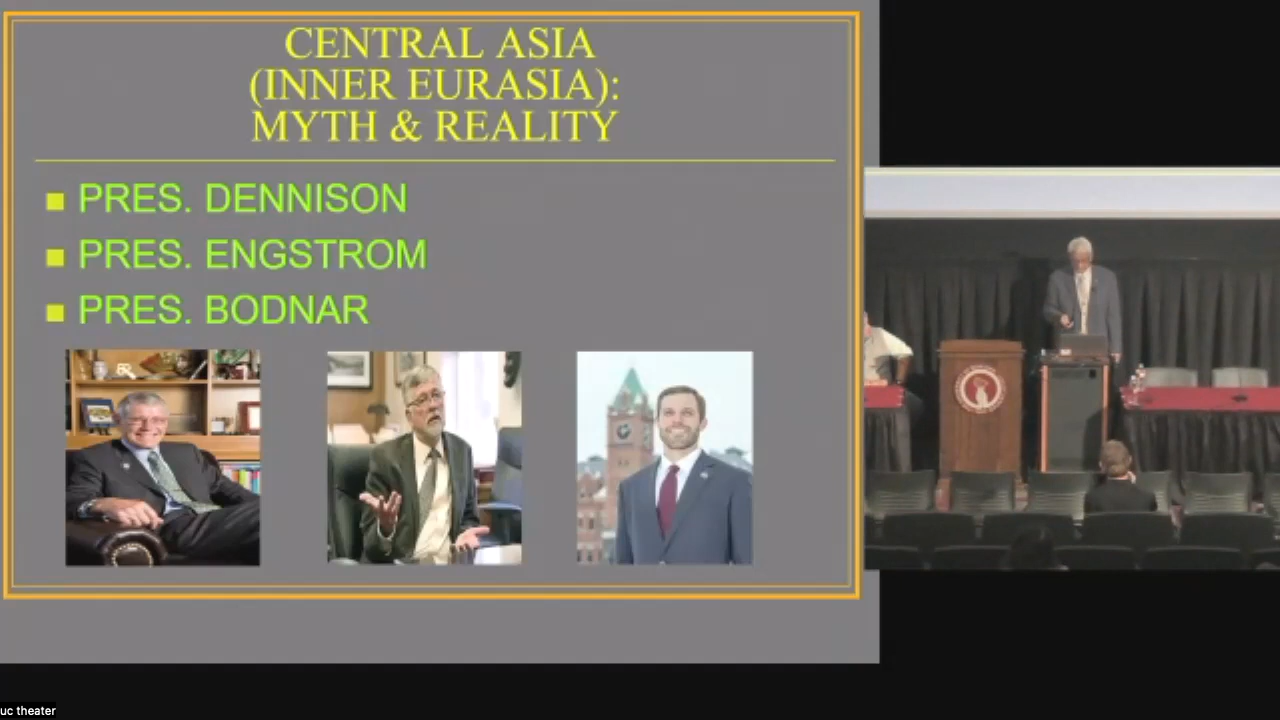 CENTRAL ASIA
(INNER EURASIA):
MYTH & REALITY
PRES. DENNISON
PRES. ENGSTROM
PRES. BODNAR
uc theater